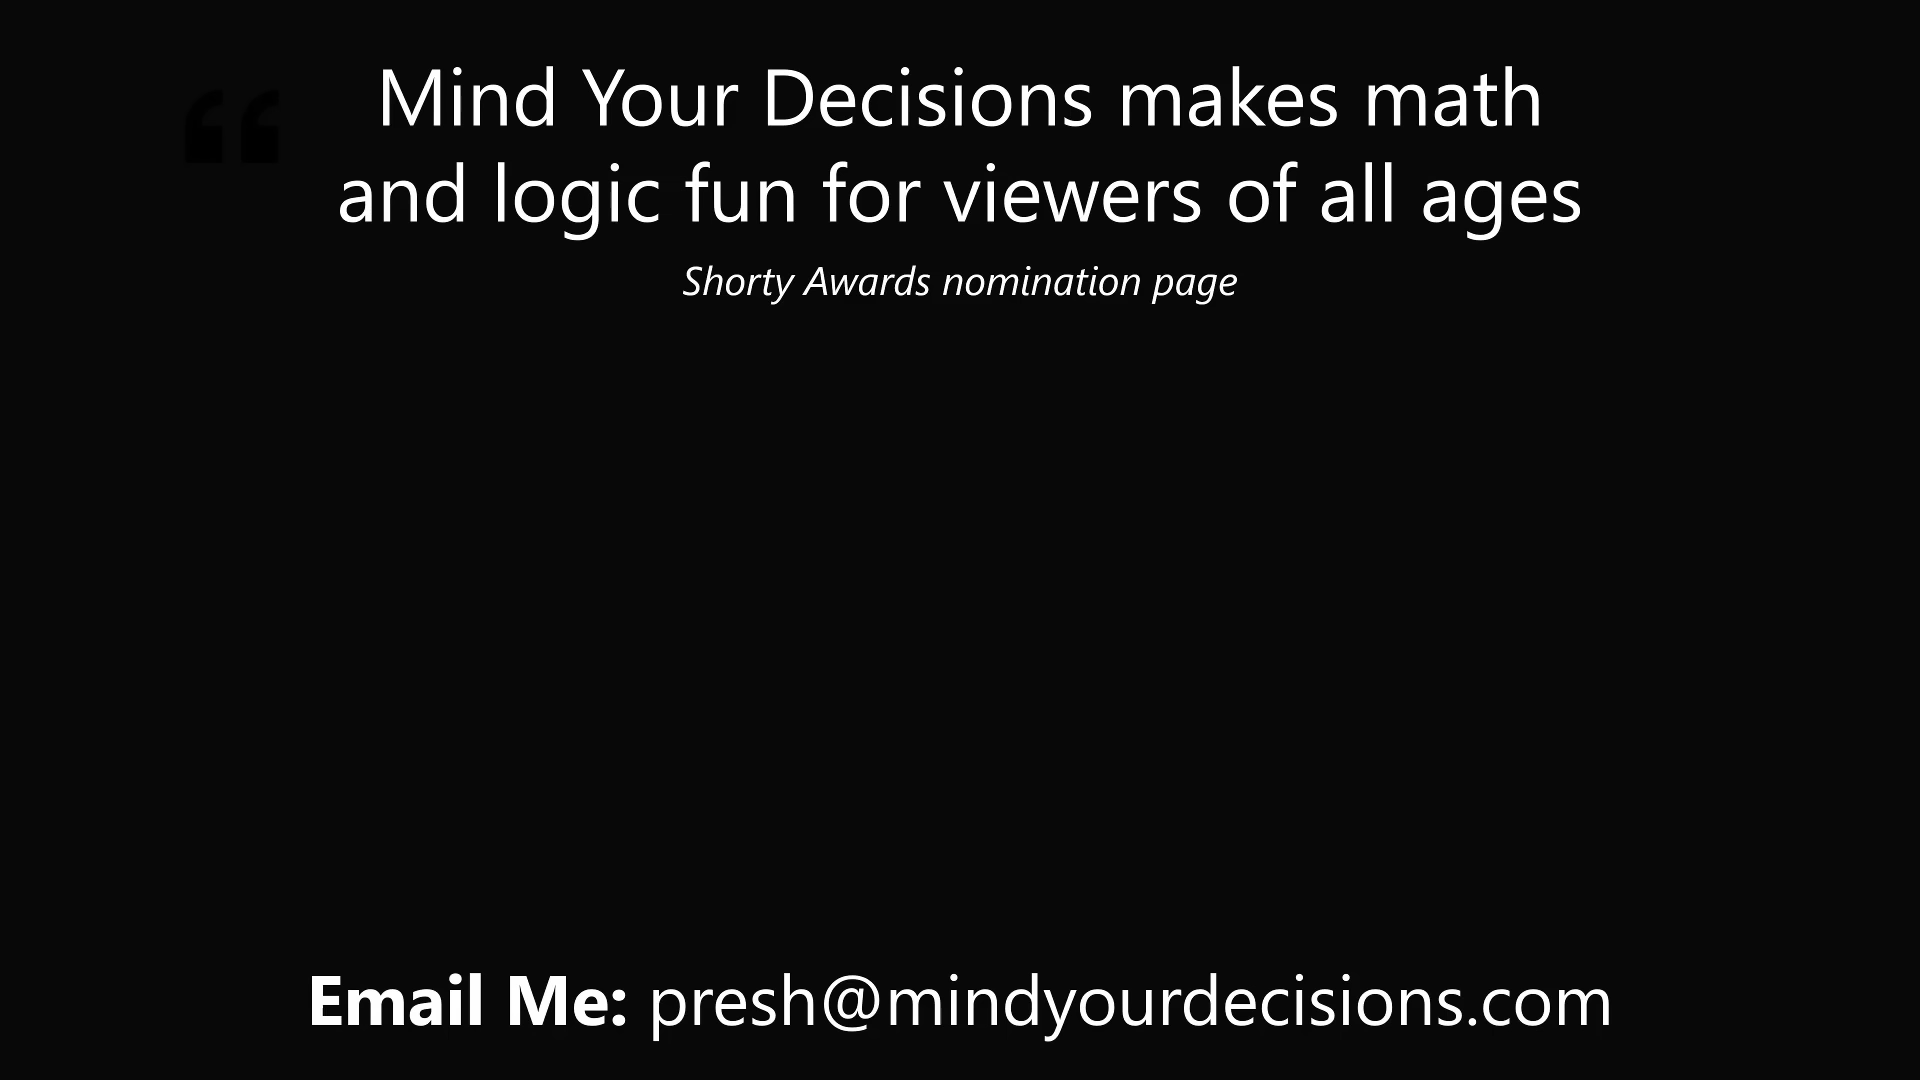 “
Mind Your Decisions makes math
and logic fun for viewers of all ages
Shorty Awards nomination page
Email Me: presh@mindyourdecisions.com